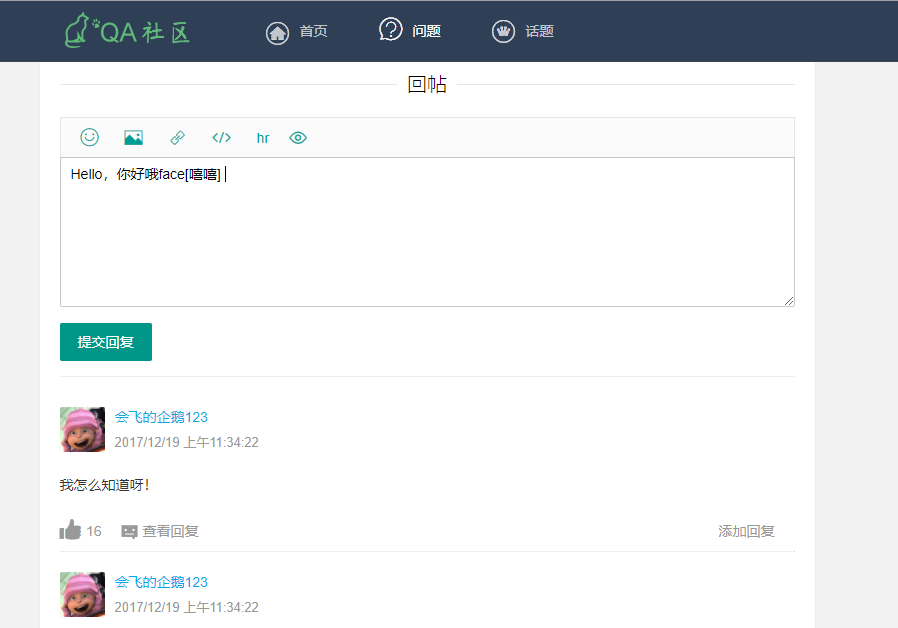 QA社区
首页 问题 话题
回帖
</> hr
Hello，你好哦face[嘻嘻]
提交回复
会飞的企鹅123
2017/12/19 上午11:34:22
我怎么知道呀！
16 查看回复 添加回复
会飞的企鹅123
2017/12/19 上午11:34:22